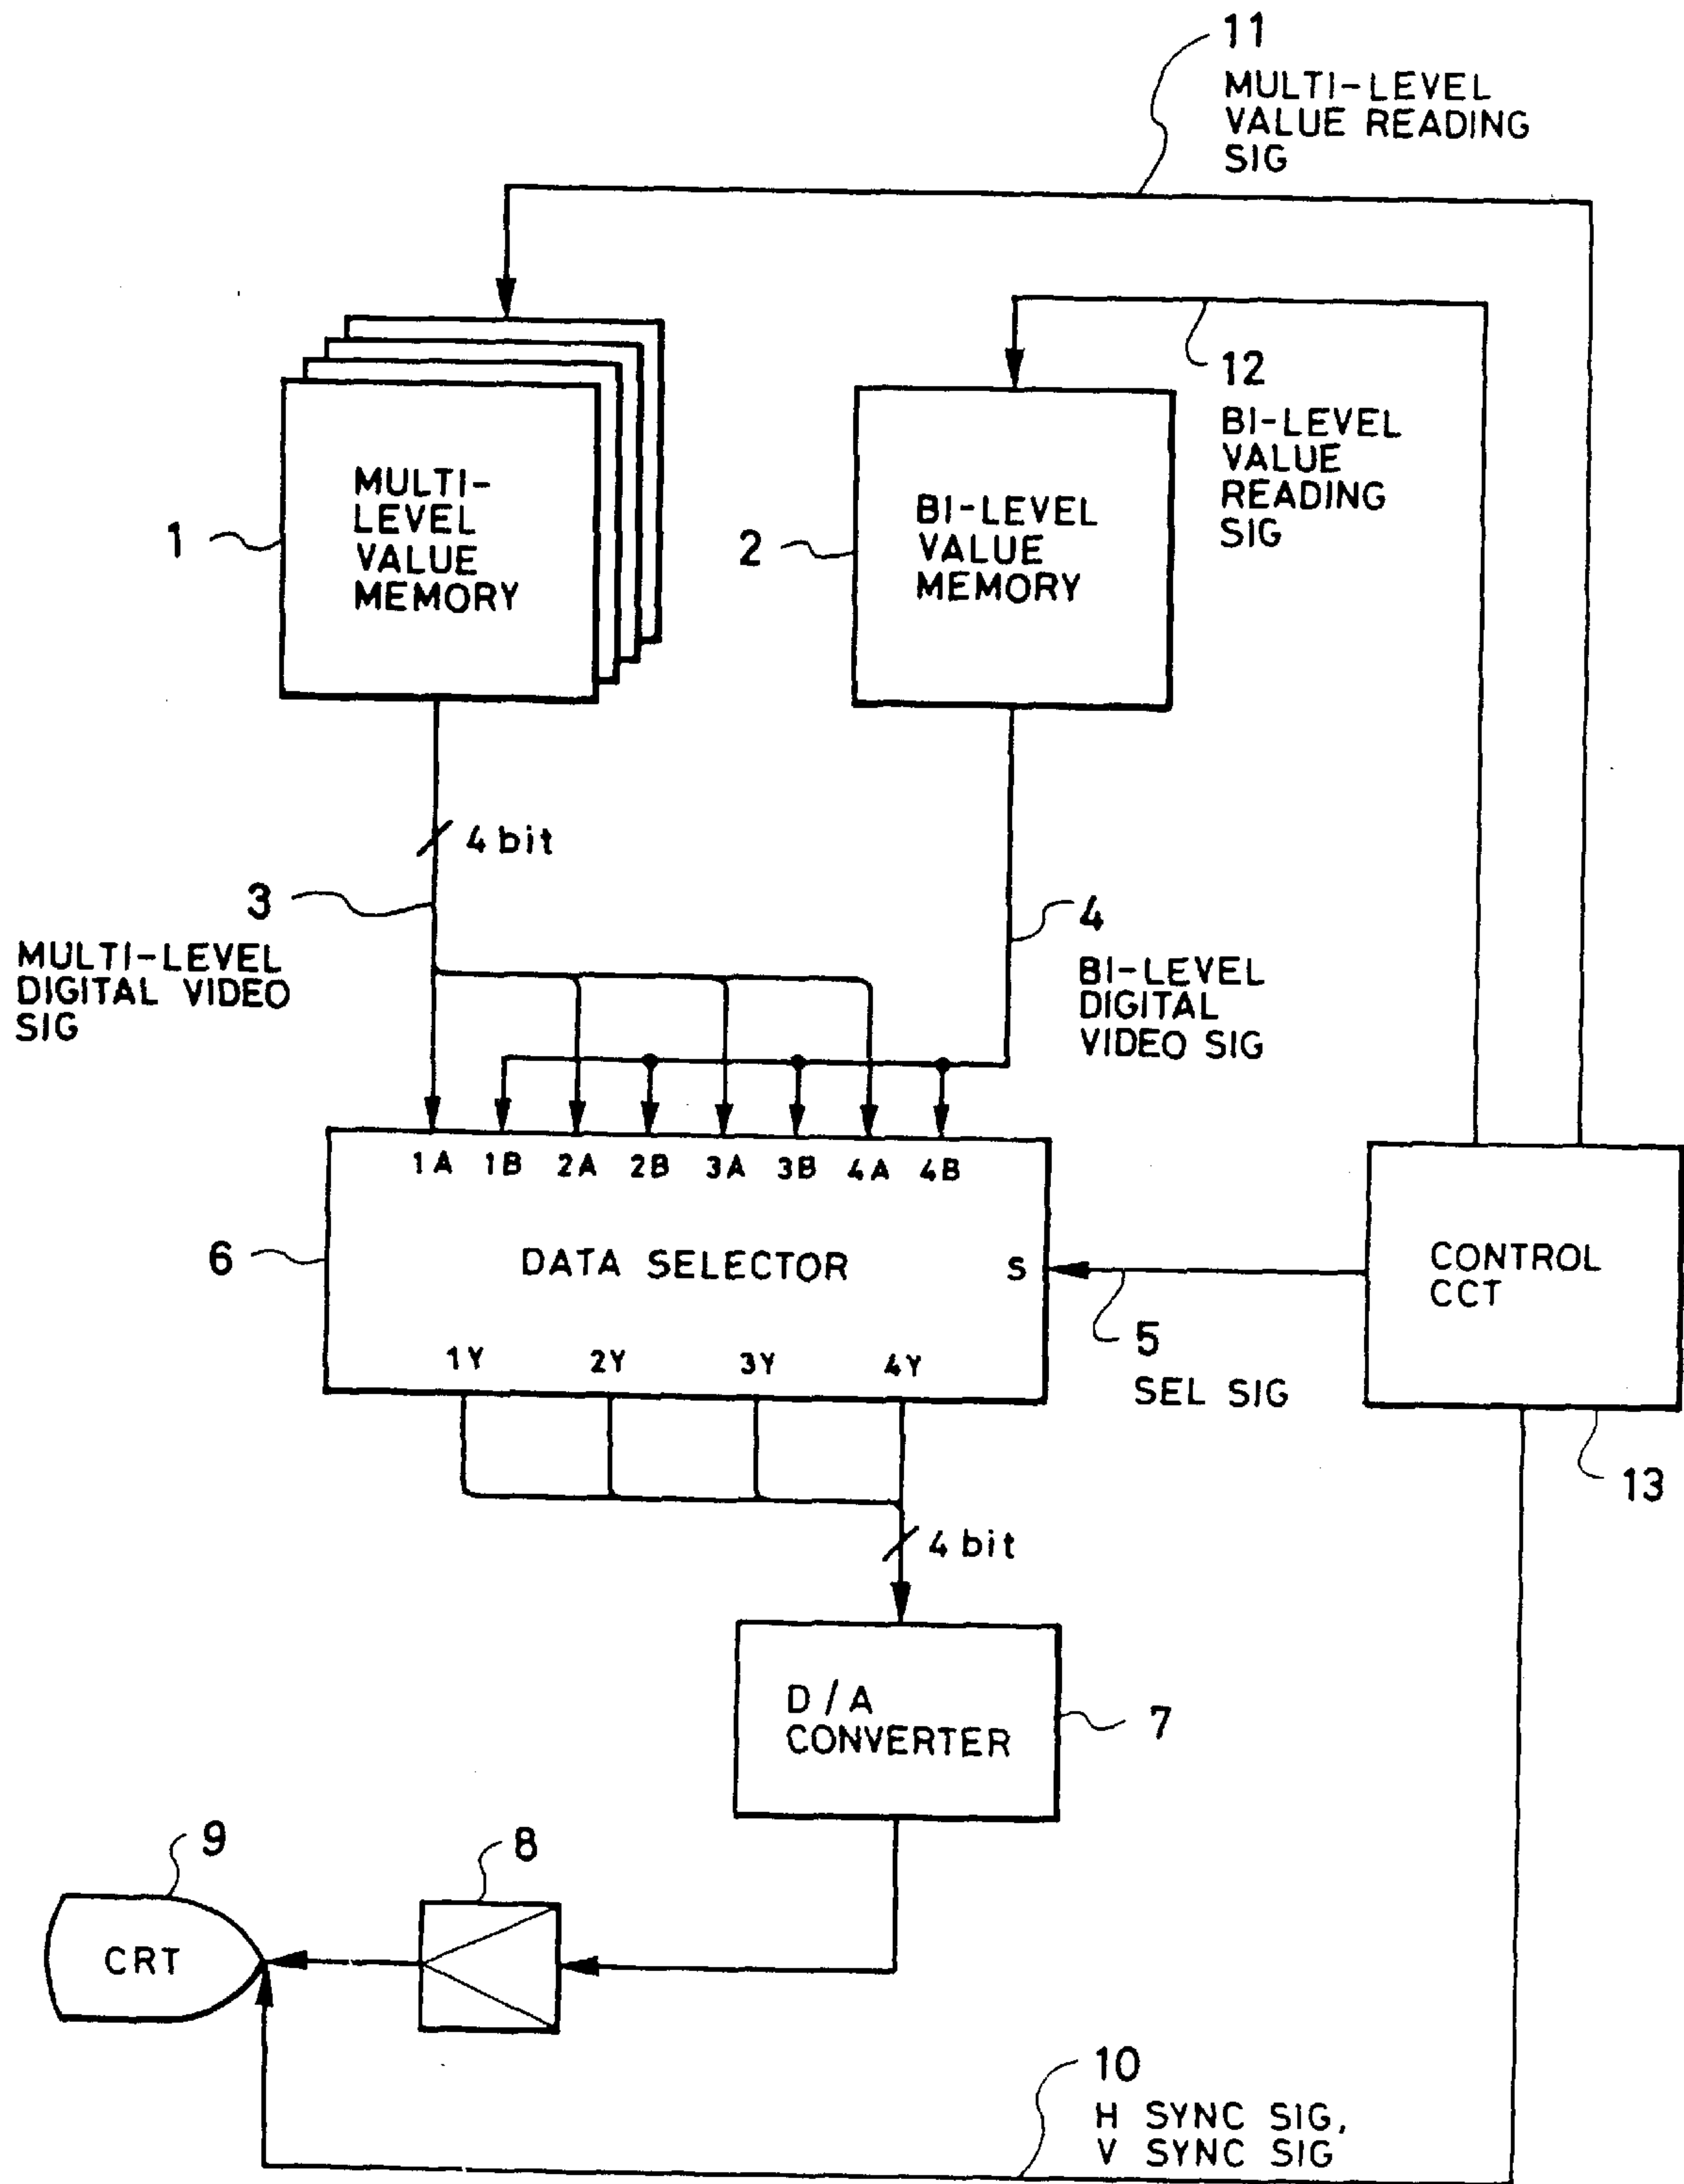 11
MULTI-LEVEL
VALUE READING
SIG
12
BI-LEVEL
VALUE
READING
SIG
1
MULTI-
LEVEL
VALUE
MEMORY
2
BI-LEVEL
VALUE
MEMORY
4 bit
3
MULTI-LEVEL
DIGITAL VIDEO
SIG
4
BI-LEVEL
DIGITAL
VIDEO SIG
1A 1B 2A 2B 3A 3B 4A 4B
6
DATA SELECTOR
S
1Y 2Y 3Y 4Y
5
SEL SIG
CONTROL
CCT
13
4 bit
D/A
CONVERTER
7
9
CRT
8
10
H SYNC SIG,
V SYNC SIG